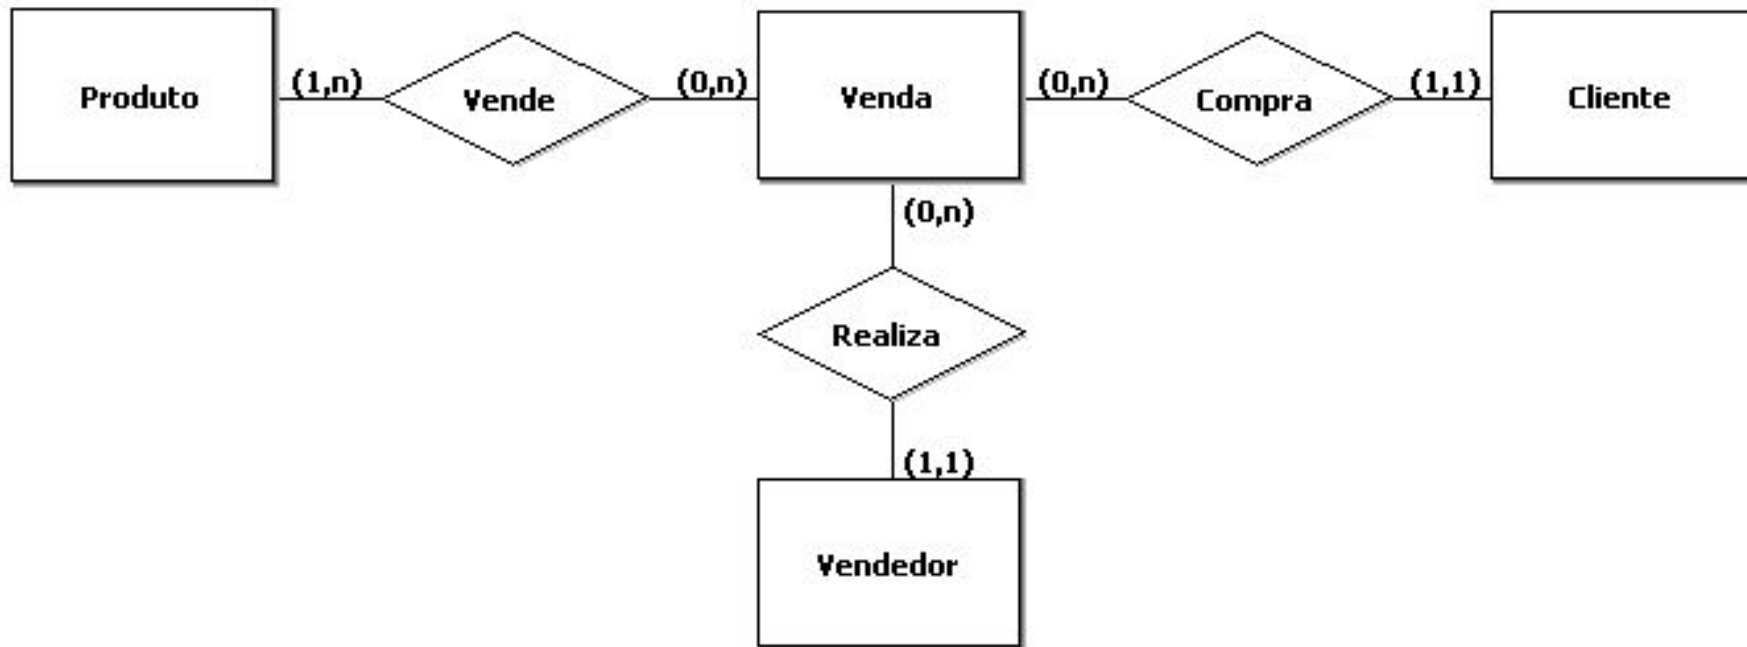 Produto
(1,n)
Vende
(0,n)
Venda
(0,n)
Compra
(1,1)
Cliente
(0,n)
Realiza
(1,1)
Vendedor